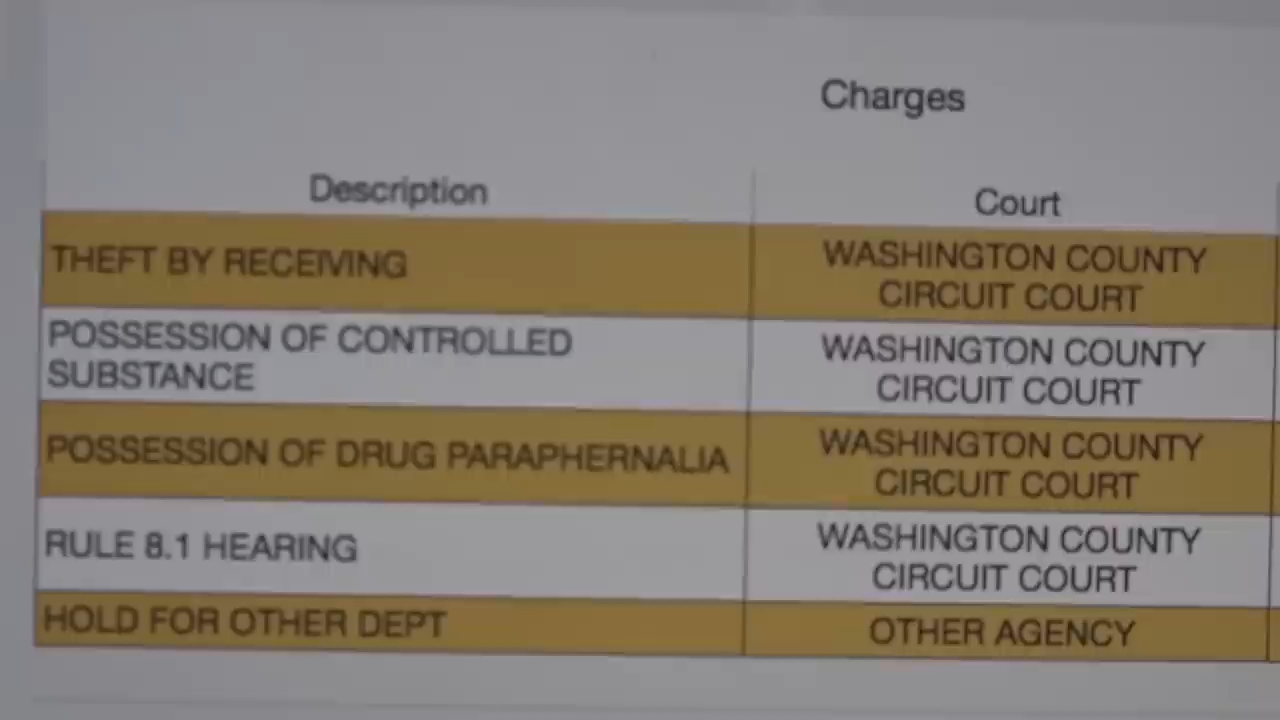 Charges
Description
Court
THEFT BY RECEIVING
WASHINGTON COUNTY
CIRCUIT COURT
POSSESSION OF CONTROLLED
SUBSTANCE
WASHINGTON COUNTY
CIRCUIT COURT
POSSESSION OF DRUG PARAPHERNALIA
WASHINGTON COUNTY
CIRCUIT COURT
RULE 8.1 HEARING
WASHINGTON COUNTY
CIRCUIT COURT
HOLD FOR OTHER DEPT
OTHER AGENCY